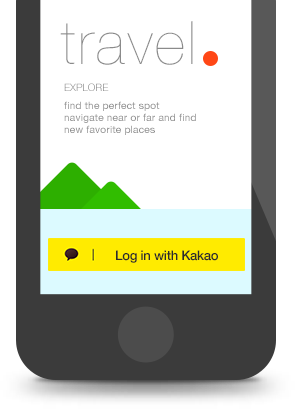 travel.
EXPLORE
find the perfect spot
navigate near or far and find
new favorite places
Log in with Kakao